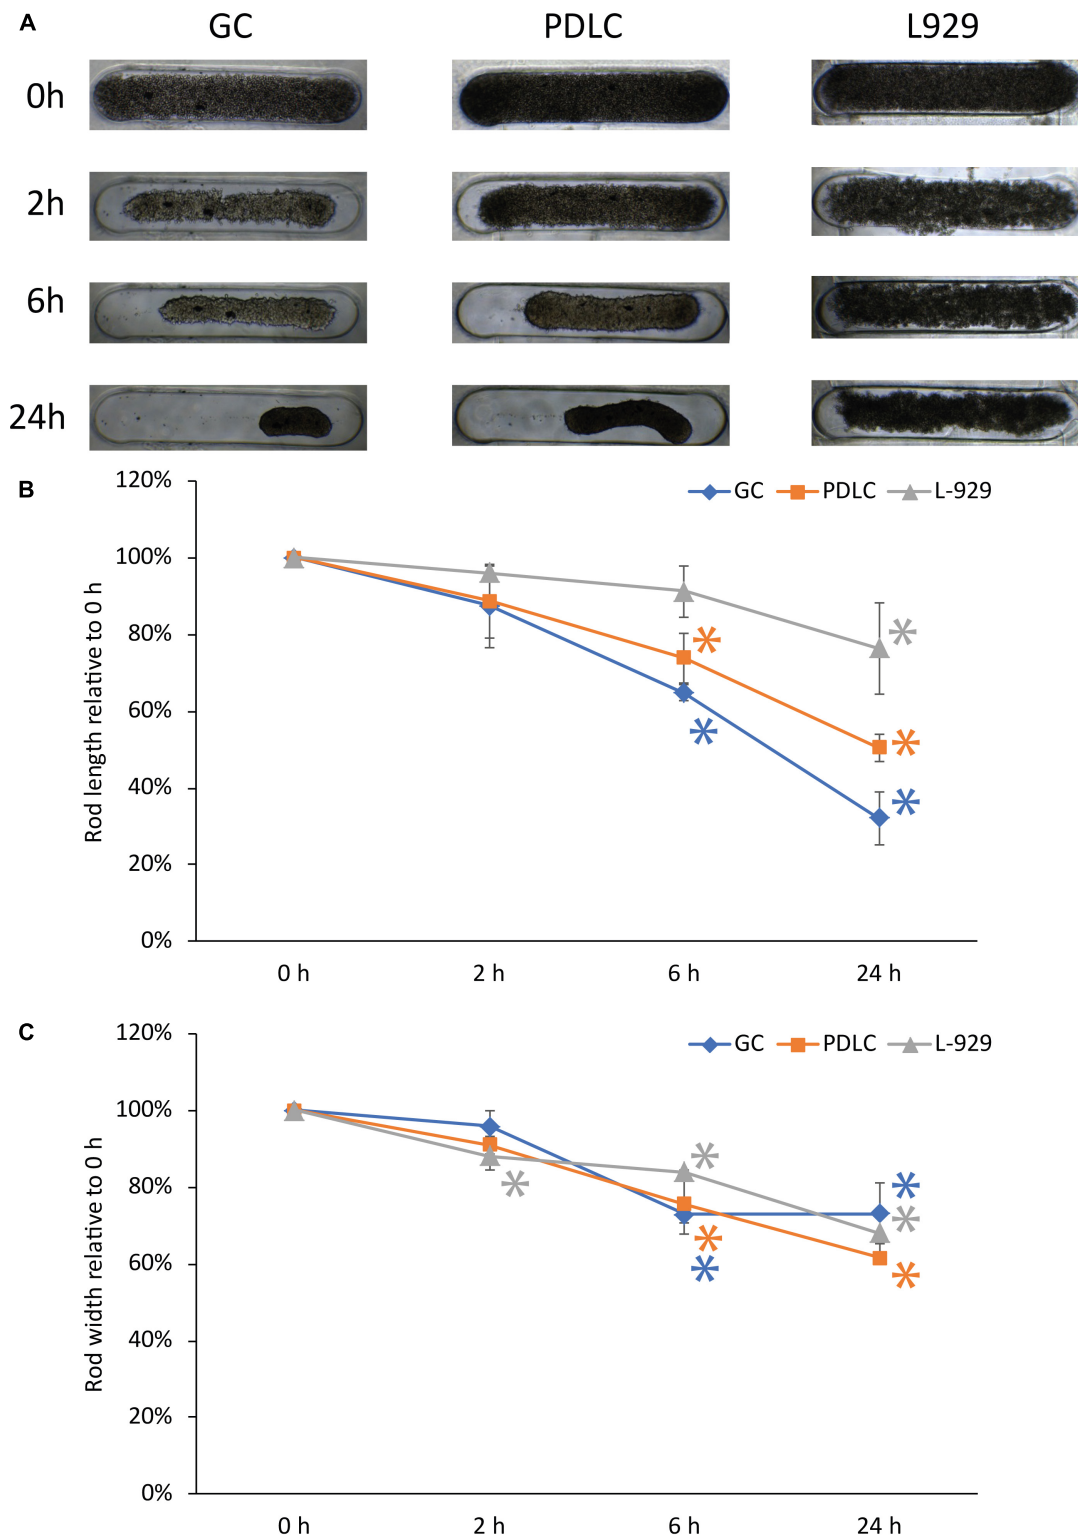 A
GC PDLC L929
0h
2h
6h
24h
B
GC PDLC L-929
Rod length relative to 0 h
120%
100%
80%
60%
40%
20%
0%
0 h 2 h 6 h 24 h
C
GC PDLC L-929
Rod width relative to 0 h
120%
100%
80%
60%
40%
20%
0%
0 h 2 h 6 h 24 h